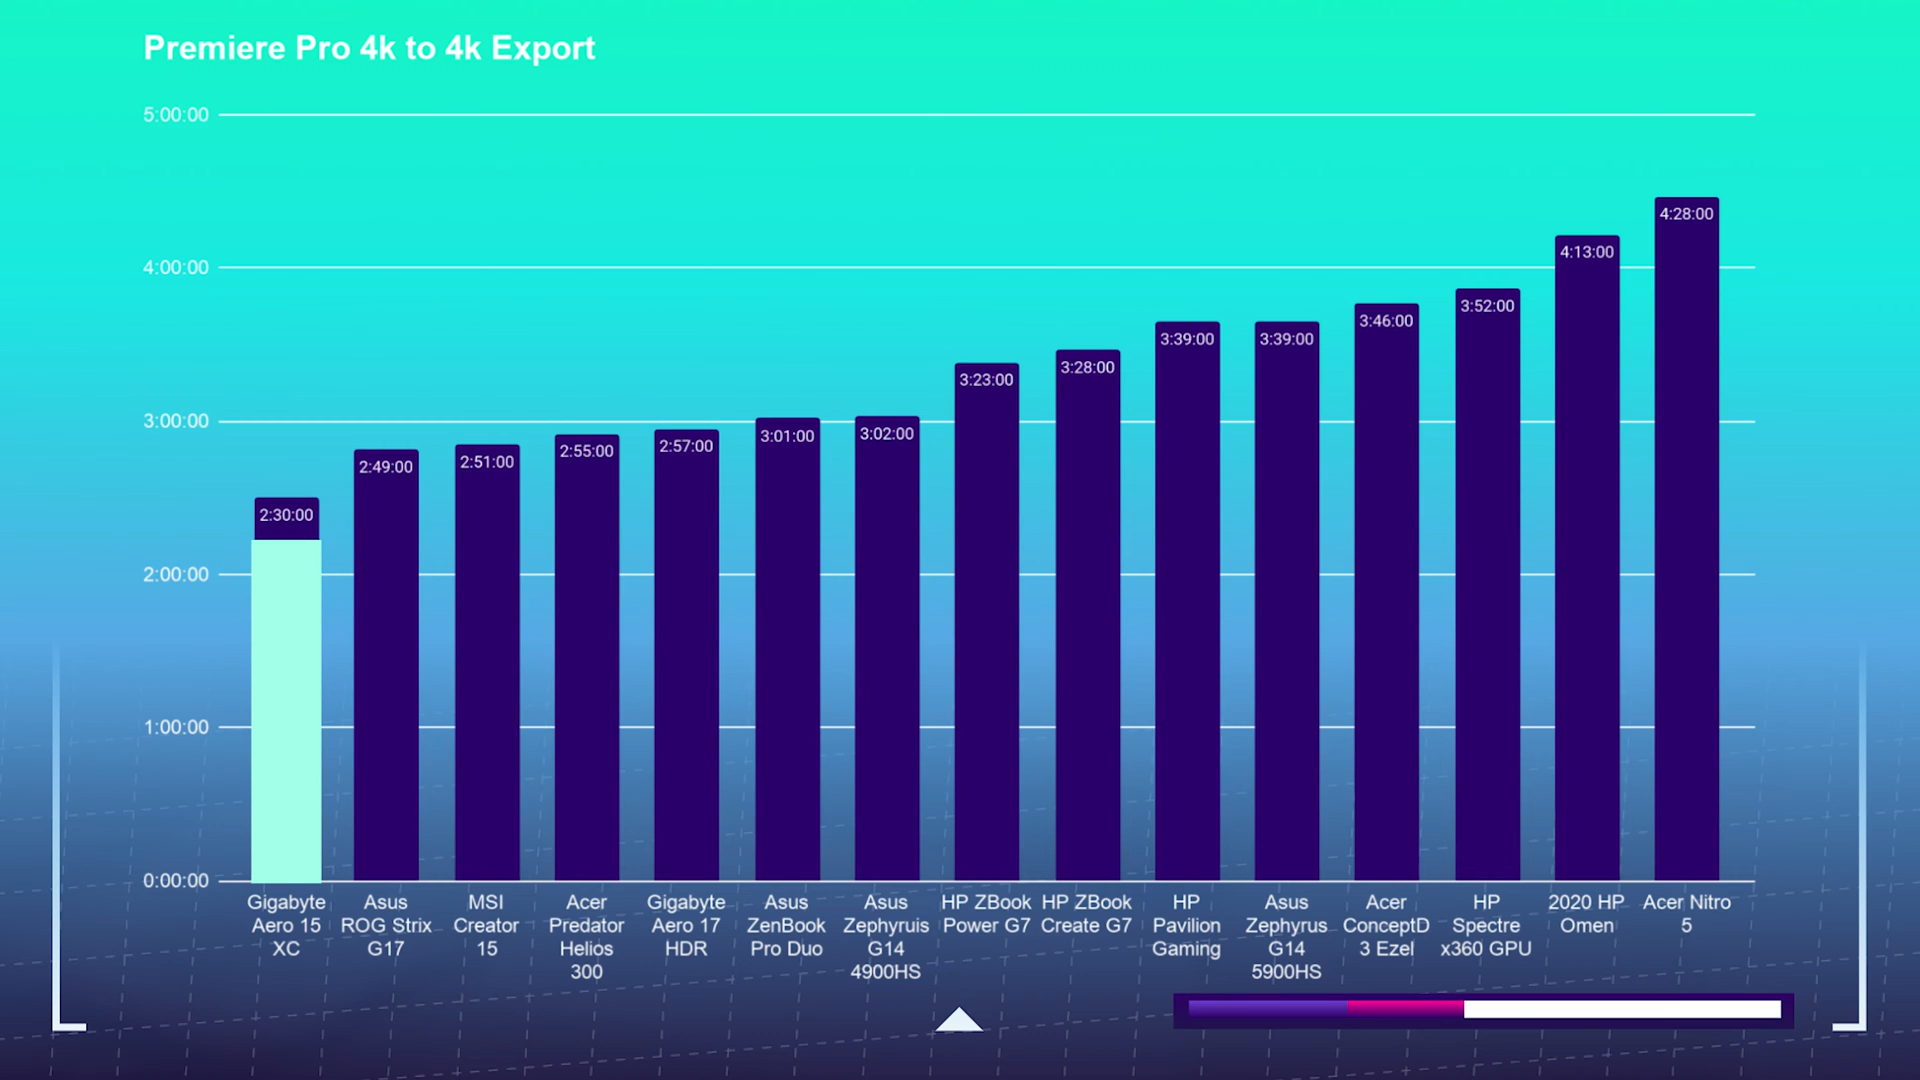 Premiere Pro 4k to 4k Export
5:00:00
4:00:00
3:00:00
2:00:00
1:00:00
0:00:00
2:30:00
2:49:00
2:51:00
2:55:00
2:57:00
3:01:00
3:02:00
3:23:00
3:28:00
3:39:00
3:39:00
3:46:00
3:52:00
4:13:00
4:28:00
Gigabyte
Aero 15
XC
Asus
ROG Strix
G17
MSI
Creator
15
Acer
Predator
Helios
300
Gigabyte
Aero 17
HDR
Asus
ZenBook
Pro Duo
Asus
Zephyruis
G14
4900HS
HP ZBook
Power G7
HP ZBook
Create G7
HP
Pavilion
Gaming
Asus
Zephyrus
G14
5900HS
Acer
ConceptD
3 Ezel
HP
Spectre
x360 GPU
2020 HP
Omen
Acer Nitro
5